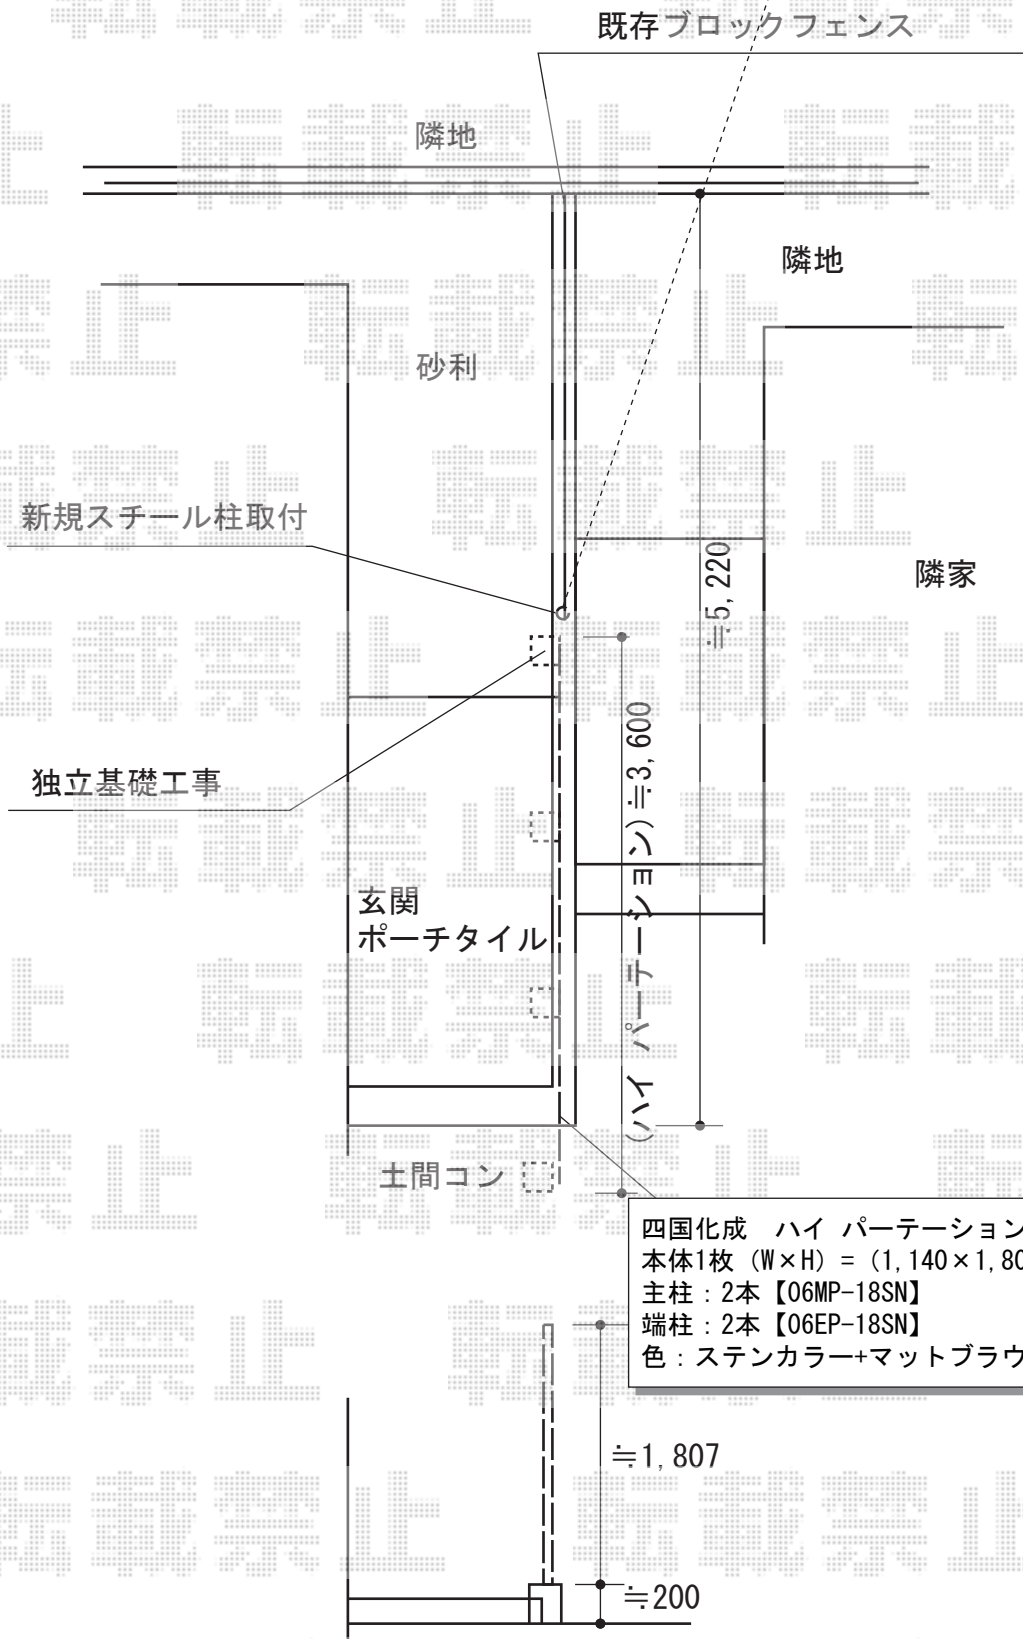 既存ブロックフェンス
隣地
隣地
砂利
新規スチール柱取付
≒5,220
隣家
独立基礎工事
(ハイ パーテーション)≒3,600
玄関
ポーチタイル
土間コン
四国化成 ハイ パーテーション
本体1枚 (W×H) = (1,140×1,80
主柱:2本【06MP-18SN】
端柱:2本【06EP-18SN】
色:ステンカラー+マットブラウ
≒1,807
≒200
転載禁止